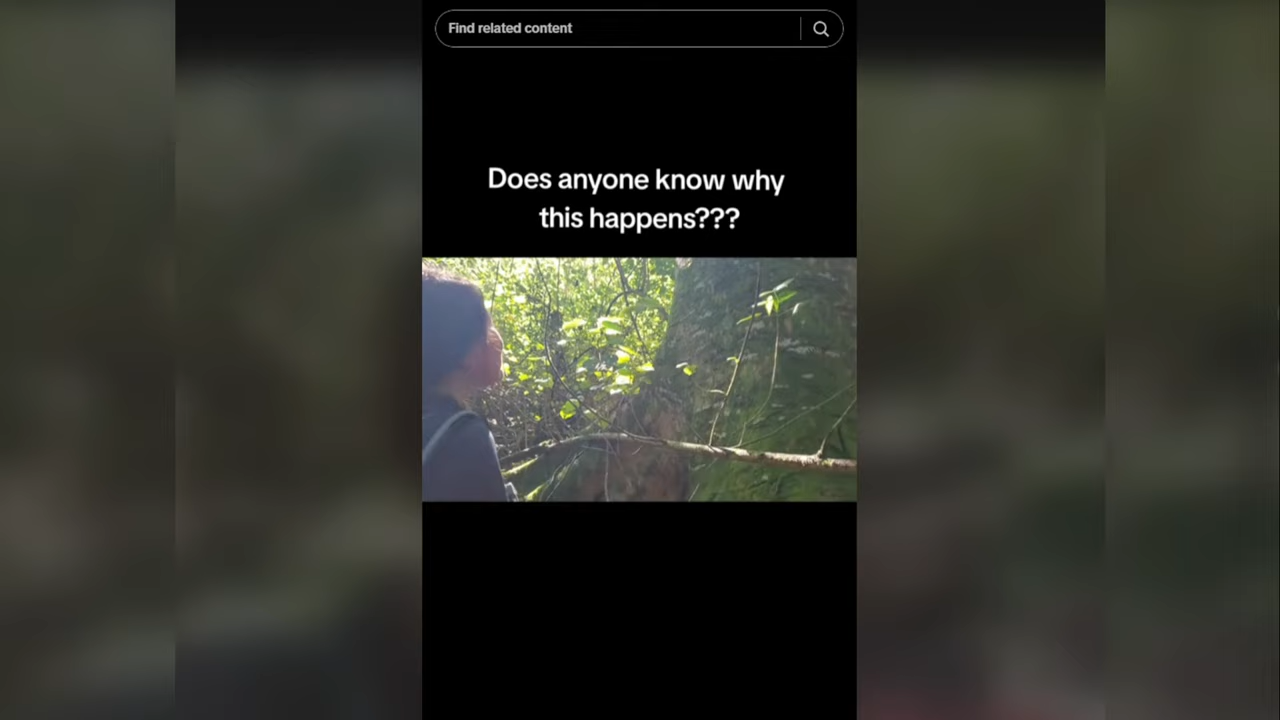 Find related content
Does anyone know why
this happens???